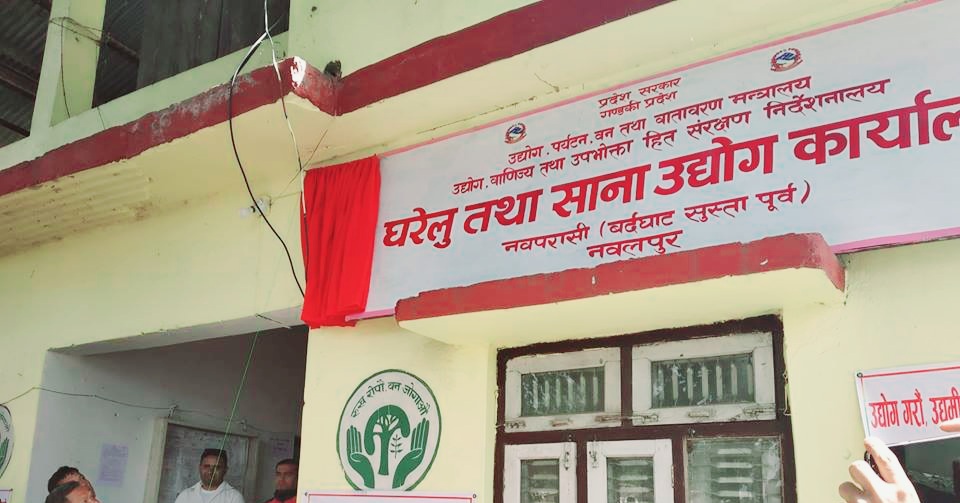 प्रदेश सरकार
गण्डकी प्रदेश
उद्योग, पर्यटन, वन तथा वातावरण मन्त्रालय
उद्योग, वाणिज्य तथा उपभोक्ता हित संरक्षण निर्देशनालय
घरेलु तथा साना उद्योग कार्याल
नवपरासी (बर्दघाट सुस्ता पूर्व)
नवलपुर
रूख रोपौं, वन जोगाऔं
उद्योग गरौं, उद्यमी